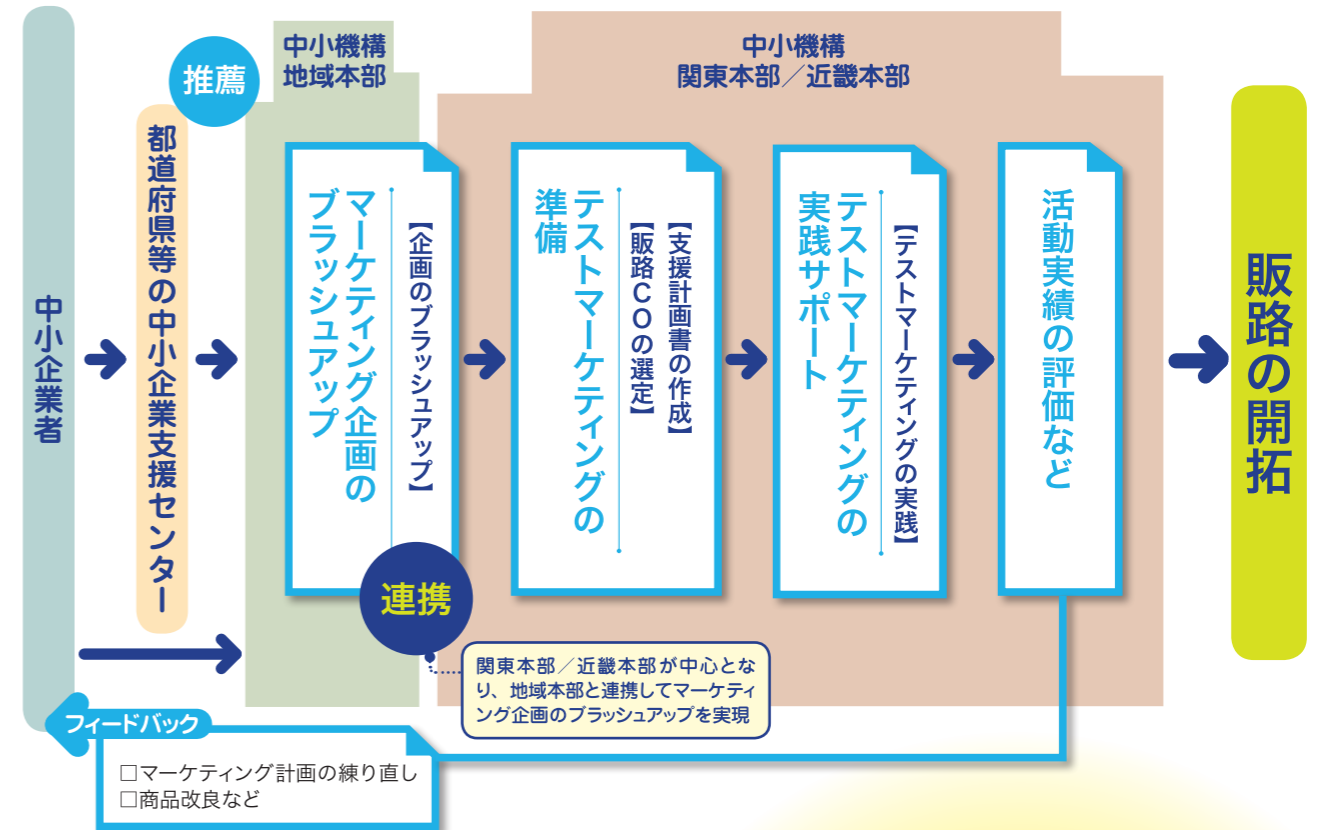 中小企業者
都道府県等の中小企業支援センター
推薦
中小機構
地域本部
マーケティング企画の
ブラッシュアップ
【企画のブラッシュアップ】
連携
関東本部／近畿本部が中心とな
り、地域本部と連携してマーケティ
ング企画のブラッシュアップを実現
中小機構
関東本部／近畿本部
テストマーケティングの
準備
【支援計画書の作成】
【販路COの選定】
テストマーケティングの
実践サポート
【テストマーケティングの実践】
活動実績の評価など
販路の開拓
フィードバック
□マーケティング計画の練り直し
□商品改良など